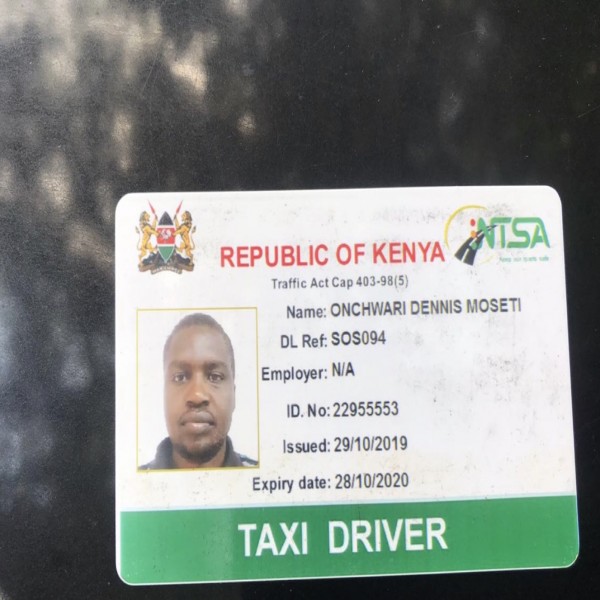 REPUBLIC OF KENYA
NTSA
Traffic Act Cap 403-98(5)
Name: ONCHWARI DENNIS MOSETI
DL Ref: SOS094
Employer: N/A
ID. No: 22955553
Issued: 29/10/2019
Expiry date: 28/10/2020
TAXI DRIVER